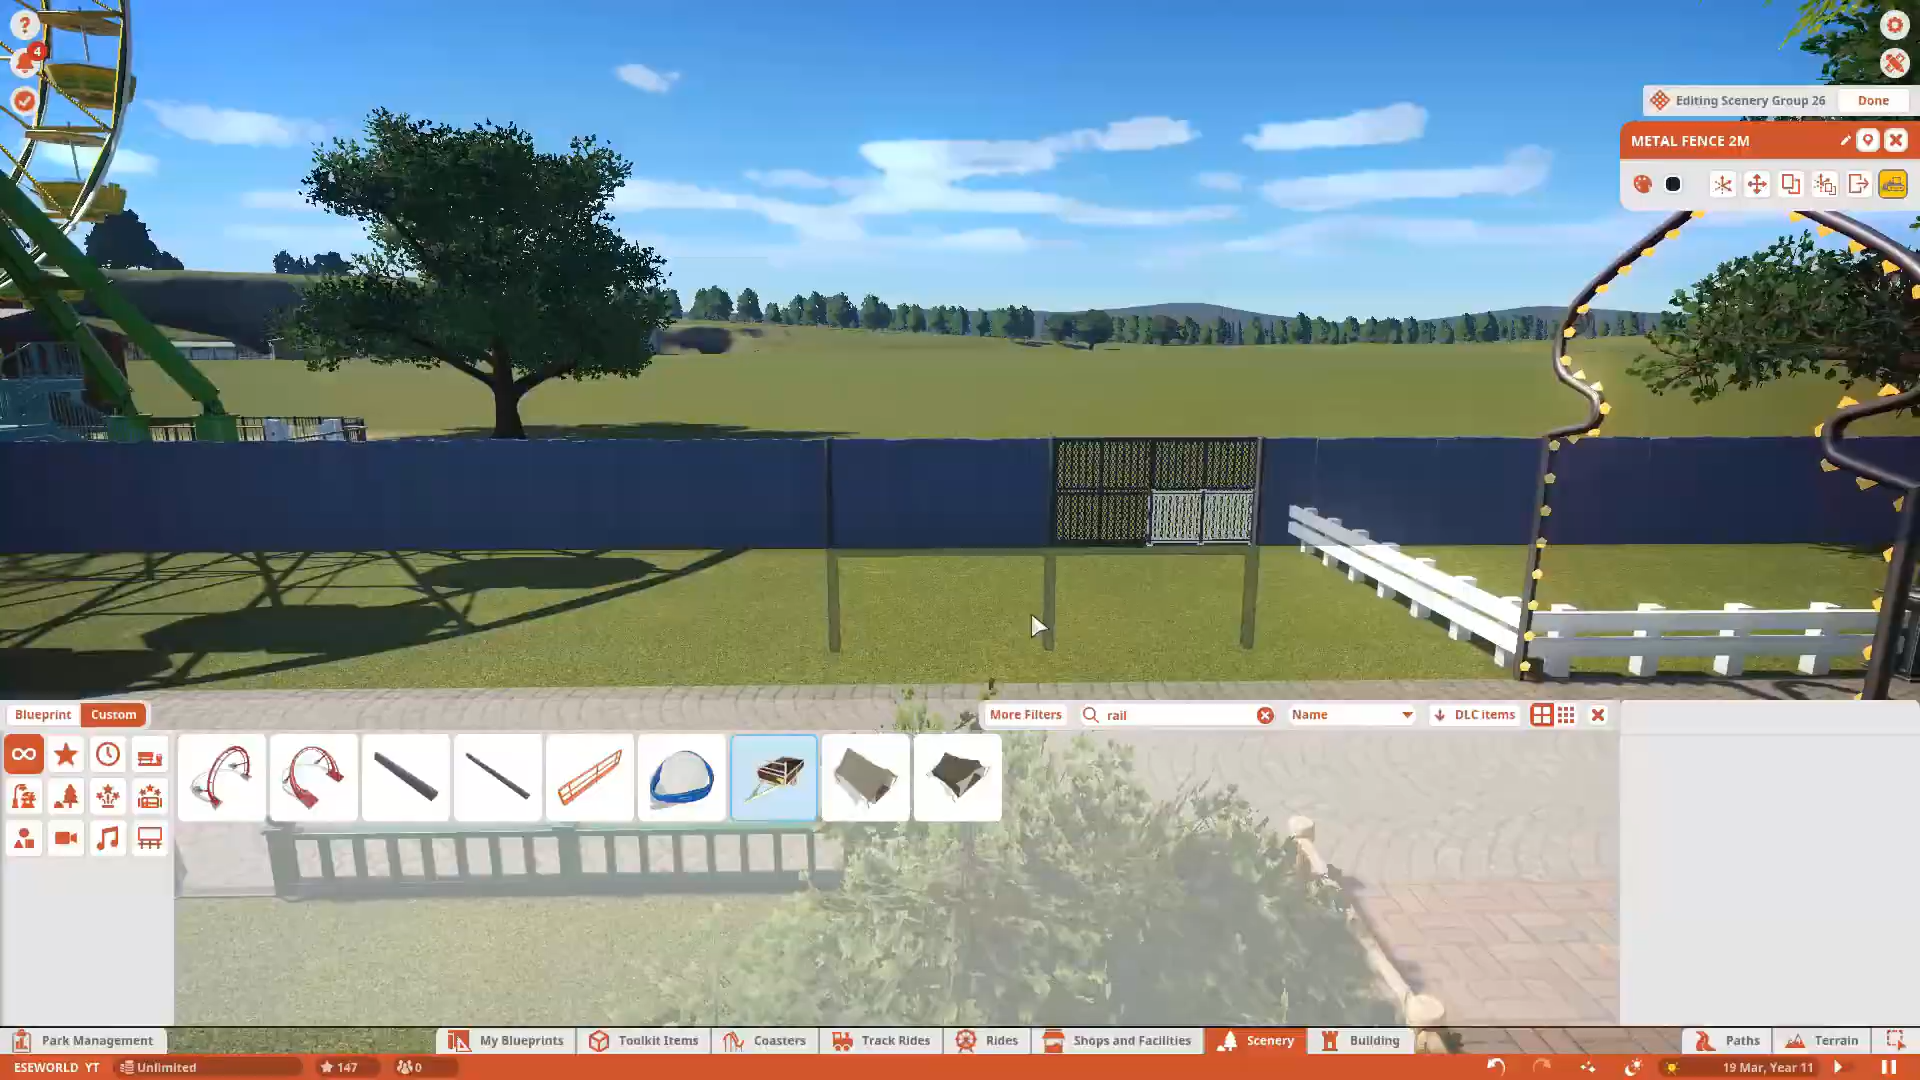 ?
4
Editing Scenery Group 26 Done
METAL FENCE 2M
Blueprint Custom More Filters rail Name DLC items
Park Management My Blueprints Toolkit Items Coasters Track Rides Rides Shops and Facilities Scenery Building Paths Terrain
ESEWORLD YT Unlimited 147 0 19 Mar, Year 11